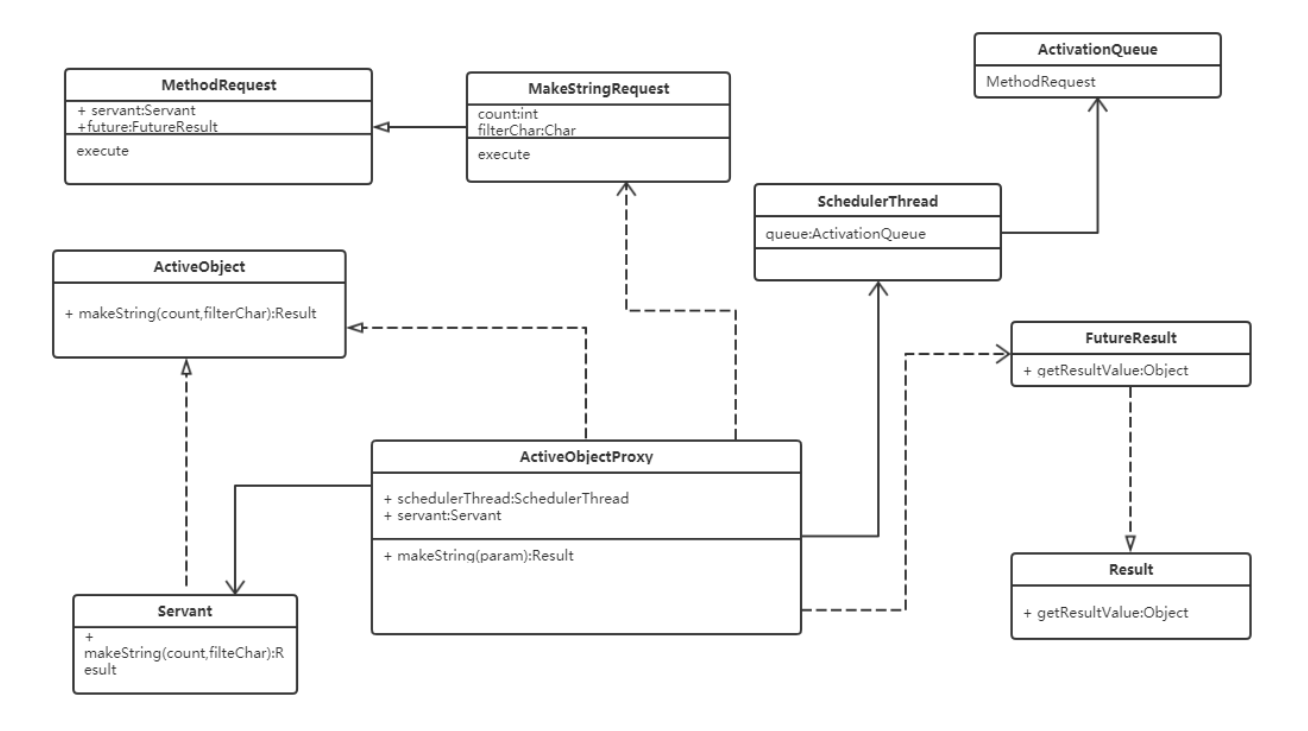 ActivationQueue
MethodRequest
MethodRequest
+ servant:Servant
+future:FutureResult
execute
MakeStringRequest
count:int
filterChar:Char
execute
SchedulerThread
queue:ActivationQueue
ActiveObject
+ makeString(count,filterChar):Result
FutureResult
+ getResultValue:Object
ActiveObjectProxy
+ schedulerThread:SchedulerThread
+ servant:Servant
+ makeString(param):Result
Result
+ getResultValue:Object
Servant
+
makeString(count,filteChar):R
esult